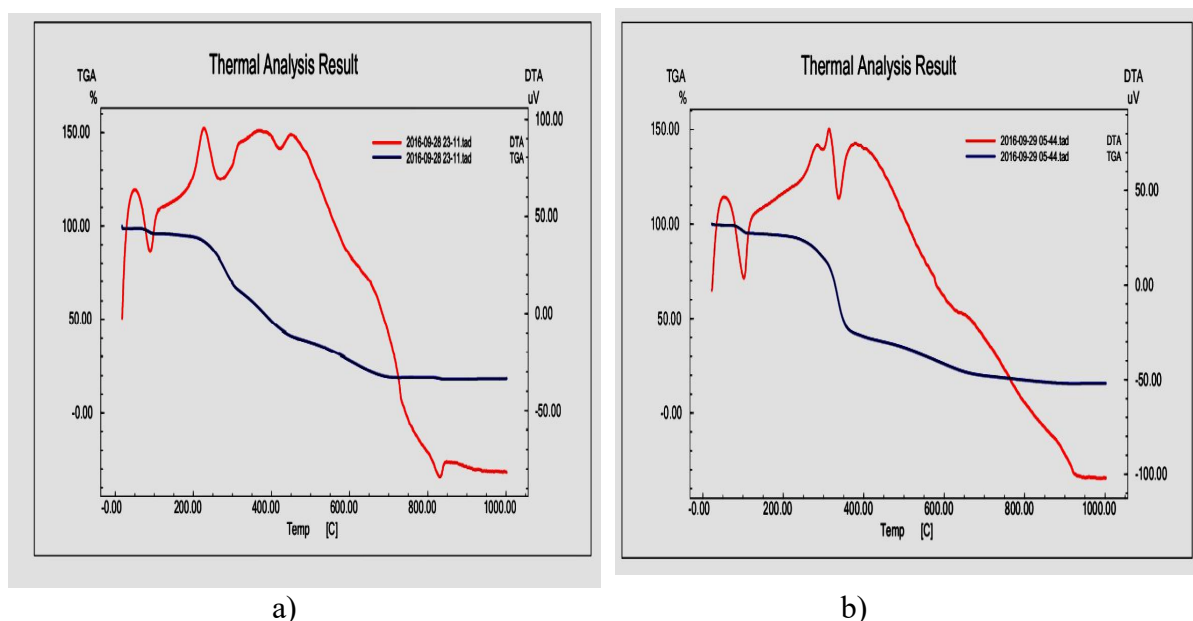 Thermal Analysis Result
TGA
%
DTA
uV
150.00
100.00
50.00
-0.00
100.00
50.00
0.00
-50.00
2016-09-28 23-11.tad DTA
2016-09-28 23-11.tad TGA
-0.00 200.00 400.00 600.00 800.00 1000.00
Temp [C]
a)
Thermal Analysis Result
TGA
%
DTA
uV
150.00
100.00
50.00
-0.00
50.00
-0.00
-50.00
-100.00
2016-09-29 05-44.tad DTA
2016-09-29 05-44.tad TGA
-0.00 200.00 400.00 600.00 800.00 1000.00
Temp [C]
b)